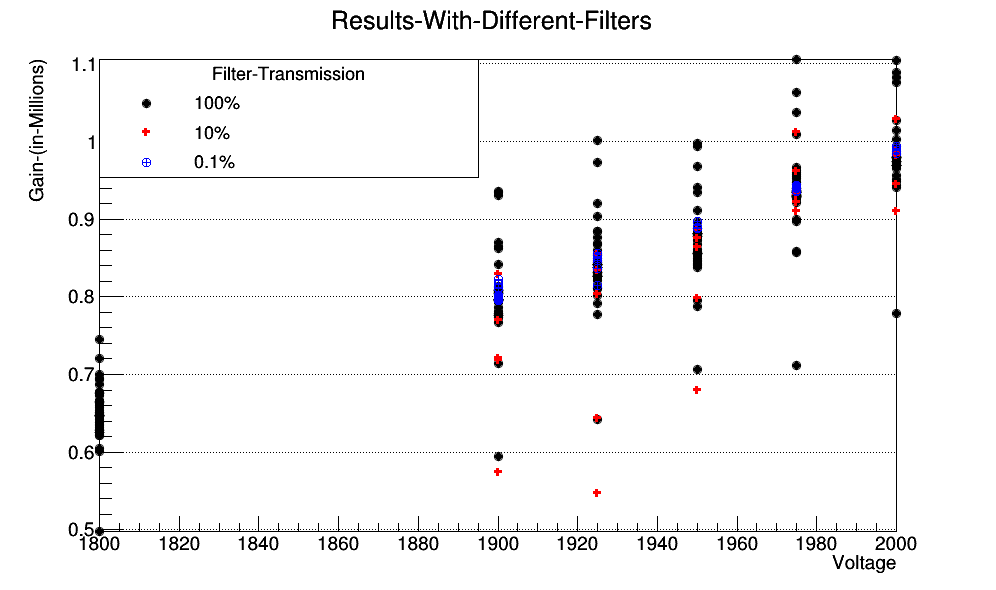 Results-With-Different-Filters
Gain-(in-Millions)
Filter-Transmission
100%
10%
0.1%
1.1
1
0.9
0.8
0.7
0.6
0.5
1800 1820 1840 1860 1880 1900 1920 1940 1960 1980 2000
Voltage